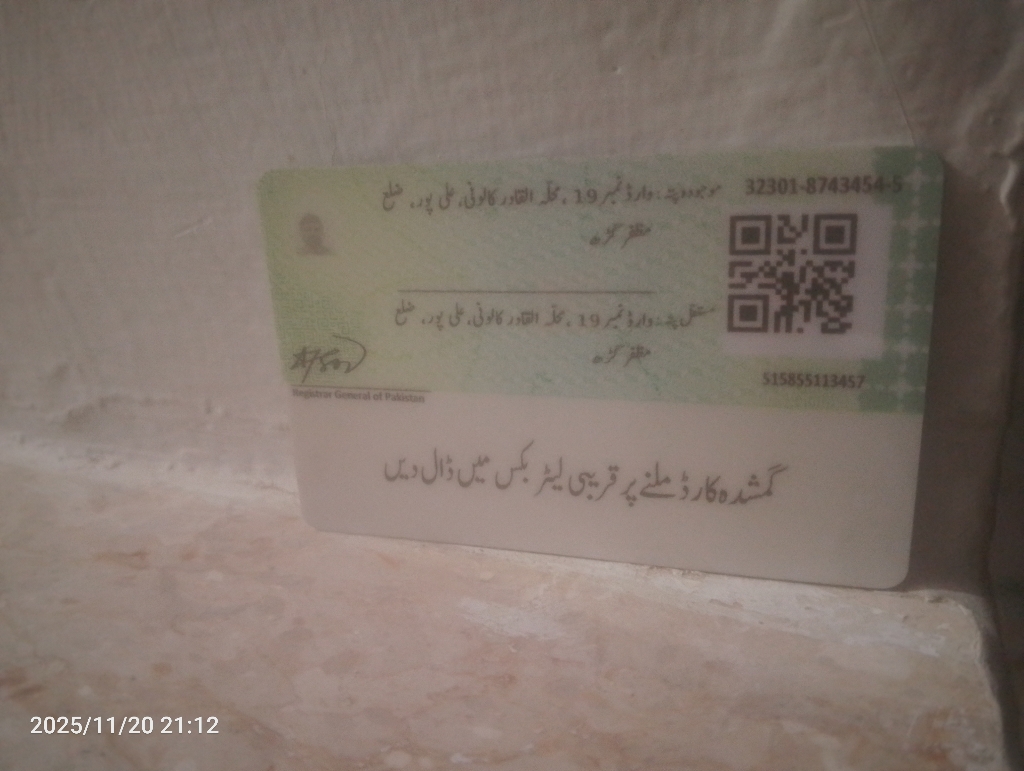 32301-8743454-5
موجودہ پتہ: وارڈ نمبر 19، محلہ القادر کالونی، علی پور، ضلع
مظفر گڑھ
مستقل پتہ: وارڈ نمبر 19، محلہ القادر کالونی، علی پور، ضلع
مظفر گڑھ
515855113457
Registrar General of Pakistan
گمشدہ کارڈ ملنے پر قریبی لیٹر بکس میں ڈال دیں
2025/11/20 21:12